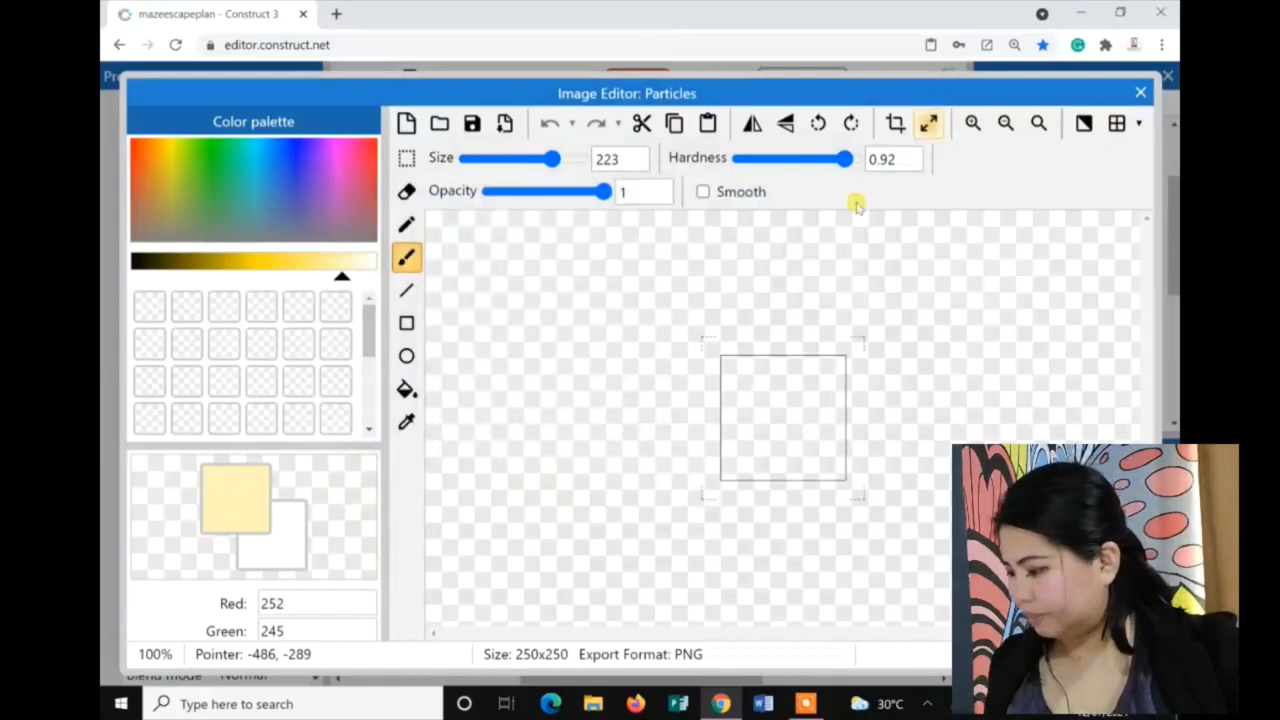 mazeescapeplan - Construct 3
editor.construct.net
Image Editor: Particles
Color palette
Size 223 Hardness 0.92
Opacity 1 Smooth
Red: 252
Green: 245
100% Pointer: -486, -289 Size: 250x250 Export Format: PNG
Type here to search
30°C